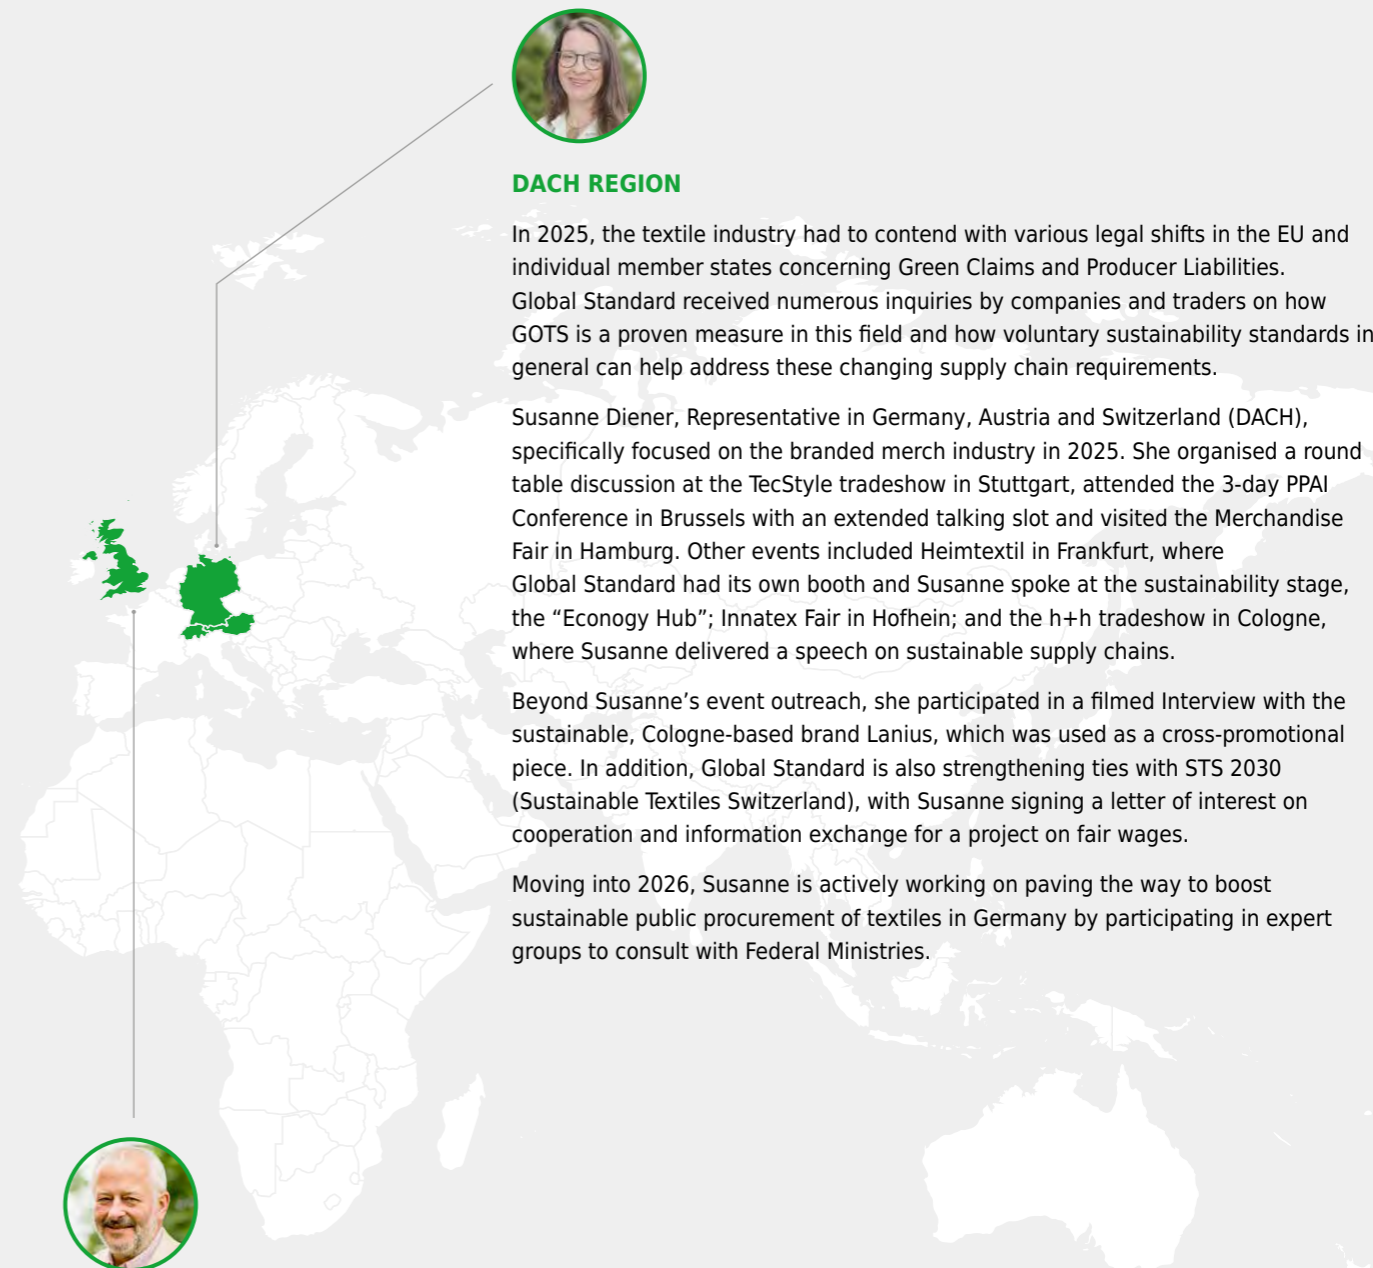 DACH REGION
In 2025, the textile industry had to contend with various legal shifts in the EU and
individual member states concerning Green Claims and Producer Liabilities.
Global Standard received numerous inquiries by companies and traders on how
GOTS is a proven measure in this field and how voluntary sustainability standards in
general can help address these changing supply chain requirements.
Susanne Diener, Representative in Germany, Austria and Switzerland (DACH),
specifically focused on the branded merch industry in 2025. She organised a round
table discussion at the TecStyle tradeshow in Stuttgart, attended the 3-day PPAI
Conference in Brussels with an extended talking slot and visited the Merchandise
Fair in Hamburg. Other events included Heimtextil in Frankfurt, where
Global Standard had its own booth and Susanne spoke at the sustainability stage,
the “Econogy Hub”; Innatex Fair in Hofhein; and the h+h tradeshow in Cologne,
where Susanne delivered a speech on sustainable supply chains.
Beyond Susanne’s event outreach, she participated in a filmed Interview with the
sustainable, Cologne-based brand Lanius, which was used as a cross-promotional
piece. In addition, Global Standard is also strengthening ties with STS 2030
(Sustainable Textiles Switzerland), with Susanne signing a letter of interest on
cooperation and information exchange for a project on fair wages.
Moving into 2026, Susanne is actively working on paving the way to boost
sustainable public procurement of textiles in Germany by participating in expert
groups to consult with Federal Ministries.